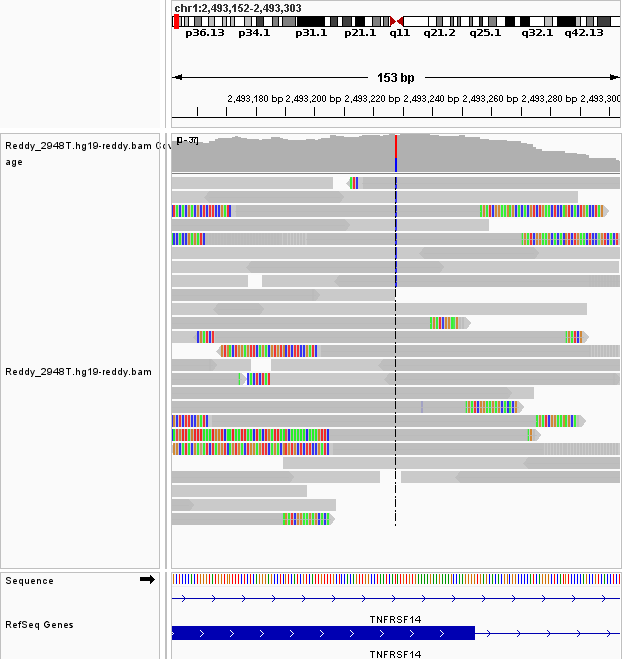 chr1:2,493,152-2,493,303
p36.13 p34.1 p31.1 p21.1 q11 q21.2 q25.1 q32.1 q42.13
153 bp
2,493,180 bp 2,493,200 bp 2,493,220 bp 2,493,240 bp 2,493,260 bp 2,493,280 bp 2,493,300
Reddy_2948T.hg19-reddy.bam Cov
age
[0 - 37]
Reddy_2948T.hg19-reddy.bam
Sequence
RefSeq Genes
TNFRSF14
TNFRSF14